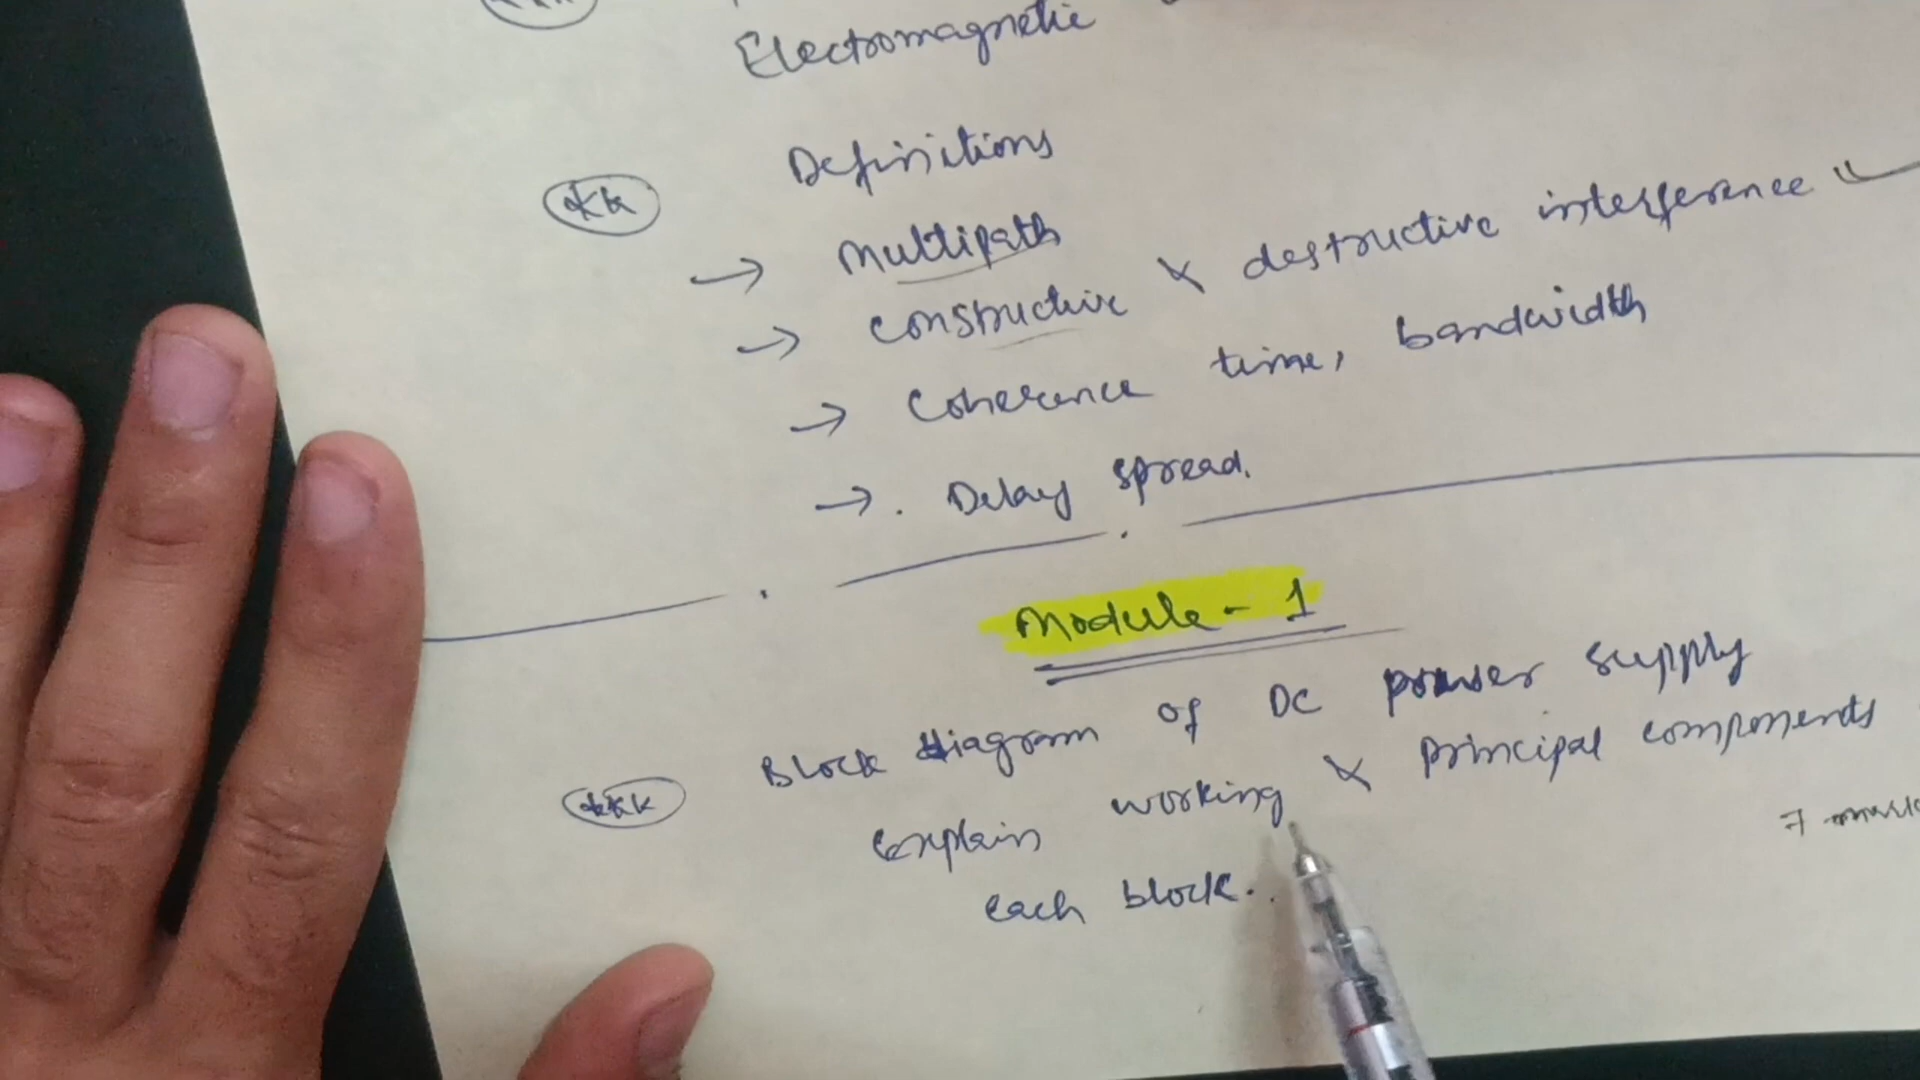 Electromagnetic
Definitions
** 
→ Multipath
→ Constructive & destructive interference
→ Coherence time, bandwidth
→ . Delay spread.
Module - 1
*** Block diagram of DC power supply
explain working & principal components
each block.
7